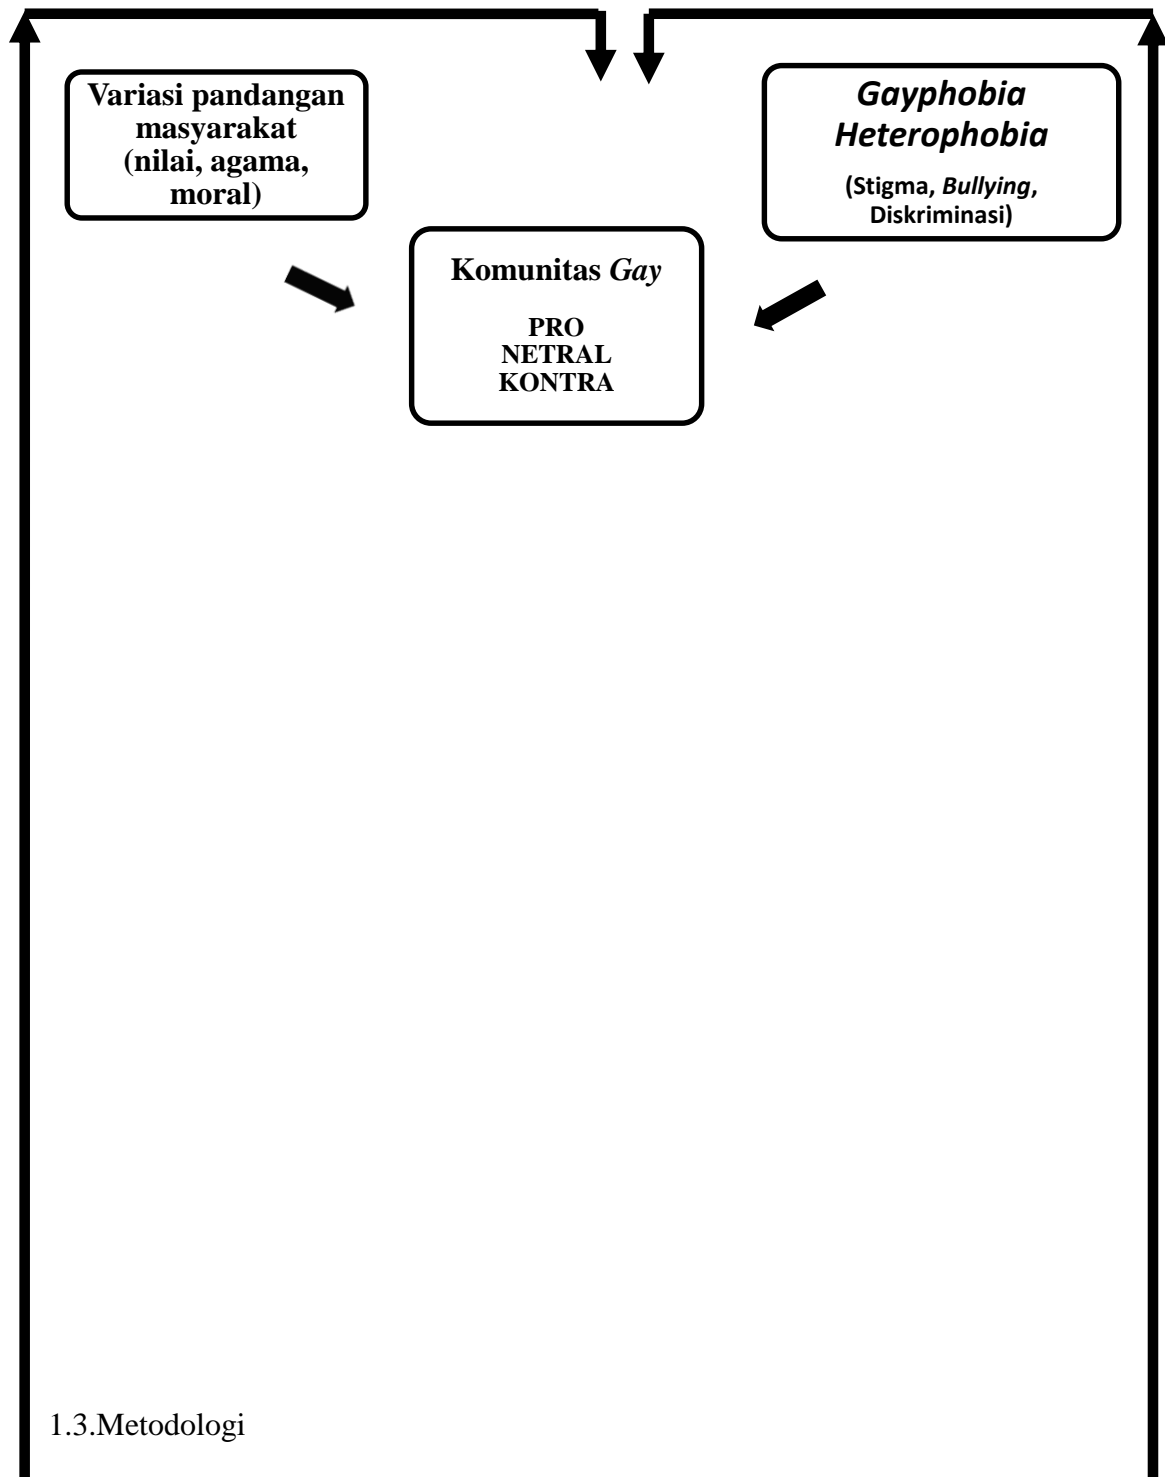 Variasi pandangan
masyarakat
(nilai, agama,
moral)
Gayphobia
Heterophobia
(Stigma, Bullying,
Diskriminasi)
Komunitas Gay
PRO
NETRAL
KONTRA
1.3.Metodologi